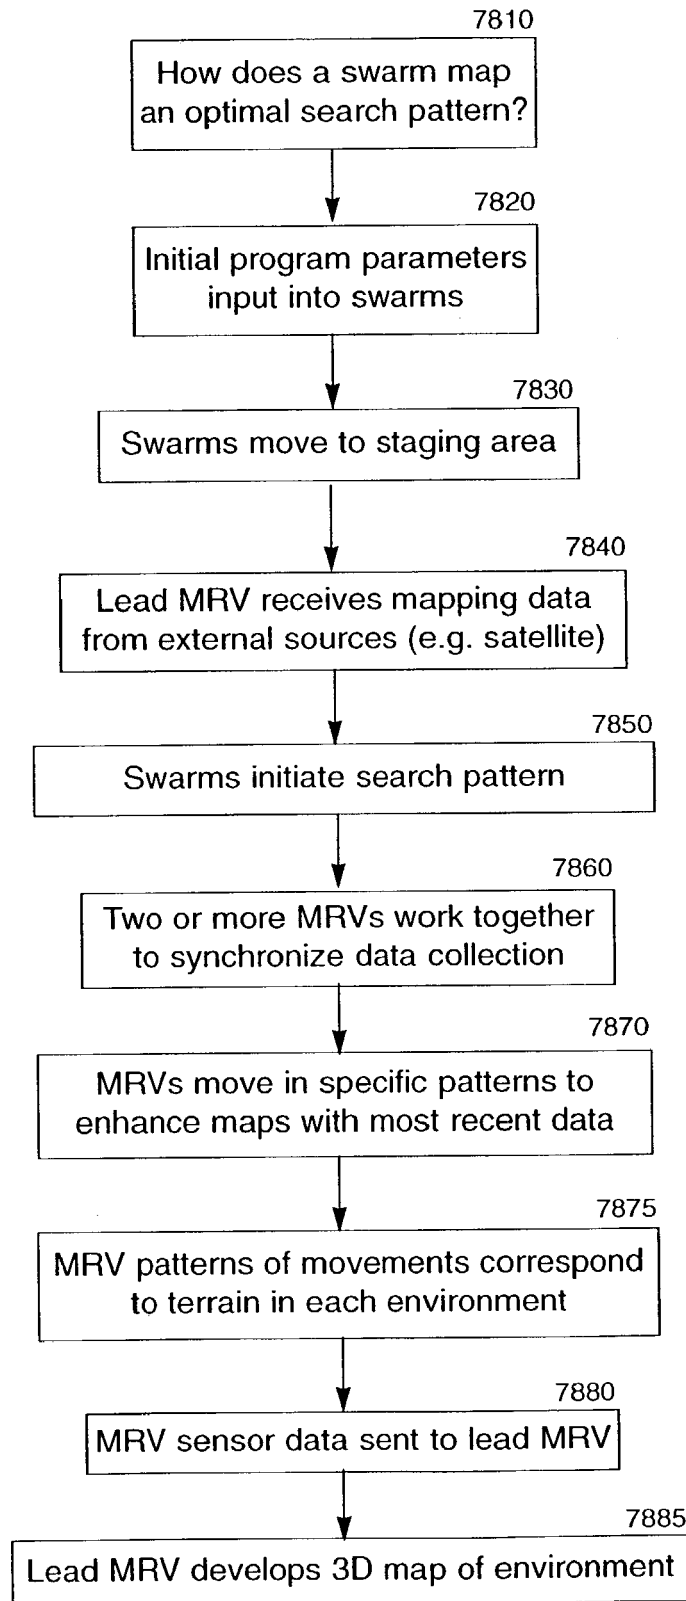 7810
How does a swarm map
an optimal search pattern?
7820
Initial program parameters
input into swarms
7830
Swarms move to staging area
7840
Lead MRV receives mapping data
from external sources (e.g. satellite)
7850
Swarms initiate search pattern
7860
Two or more MRVs work together
to synchronize data collection
7870
MRVs move in specific patterns to
enhance maps with most recent data
7875
MRV patterns of movements correspond
to terrain in each environment
7880
MRV sensor data sent to lead MRV
7885
Lead MRV develops 3D map of environment